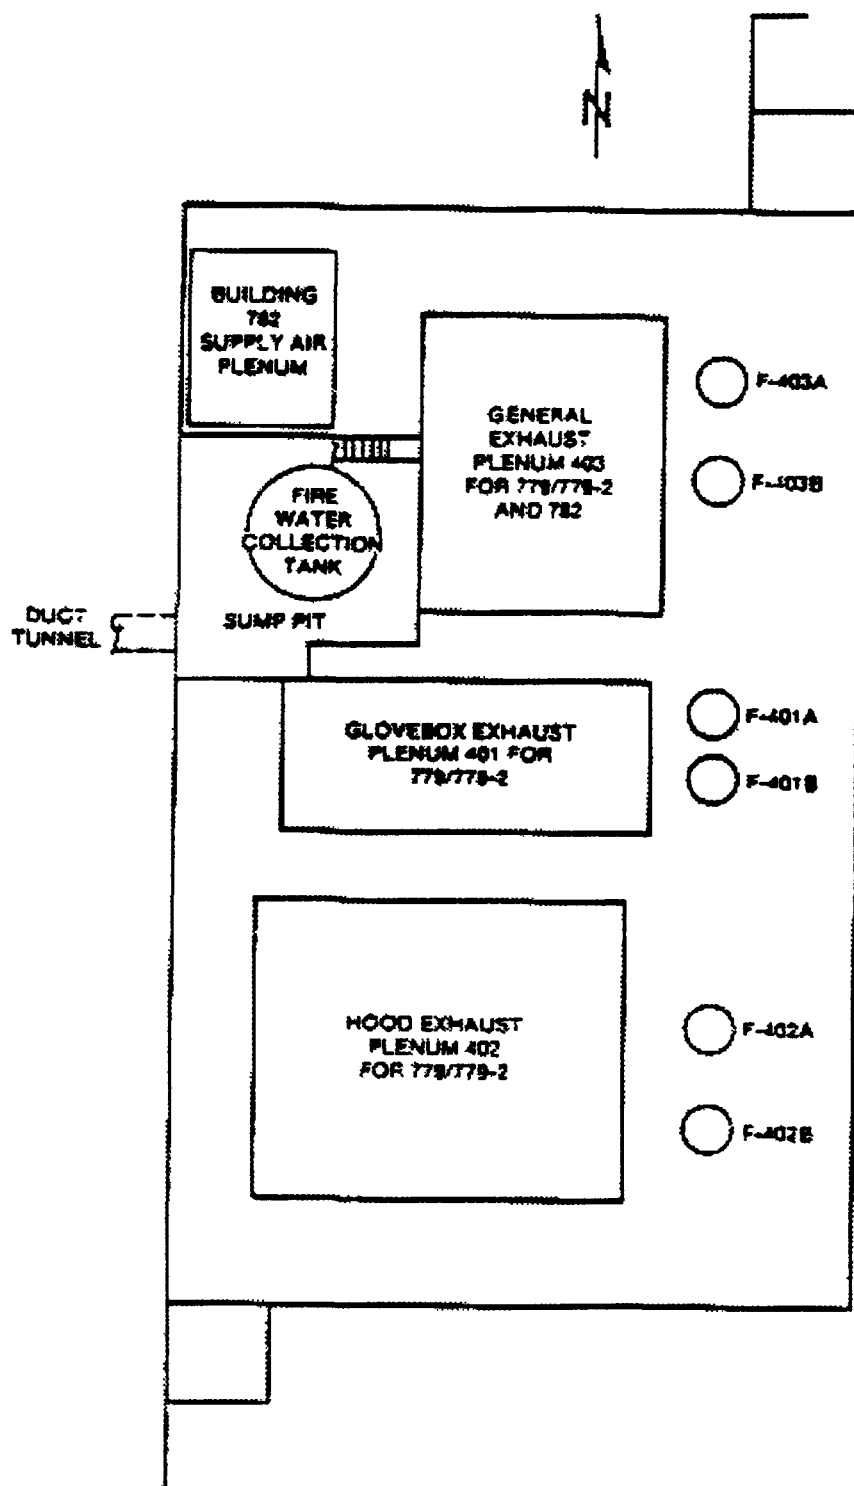 N
BUILDING
782
SUPPLY AIR
PLENUM
GENERAL
EXHAUST
PLENUM 403
FOR 779/779-2
AND 782
F-403A
F-403B
FIRE
WATER
COLLECTION
TANK
DUCT
TUNNEL
SUMP PIT
GLOVEBOX EXHAUST
PLENUM 401 FOR
779/779-2
F-401A
F-401B
HOOD EXHAUST
PLENUM 402
FOR 779/779-2
F-402A
F-402B